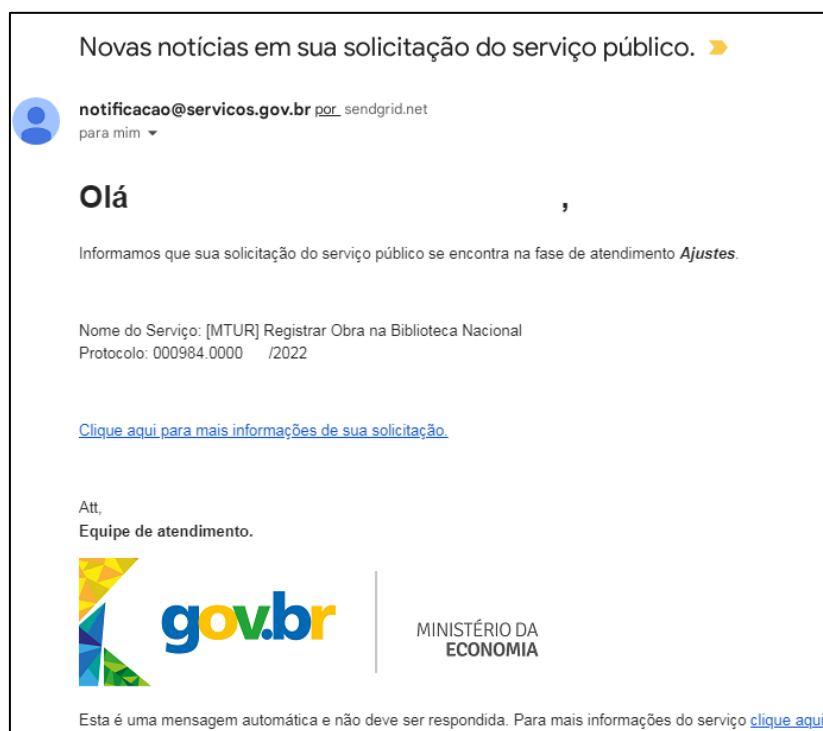 Novas notícias em sua solicitação do serviço público.
notificacao@servicos.gov.br por sendgrid.net
para mim
Olá ,
Informamos que sua solicitação do serviço público se encontra na fase de atendimento Ajustes.
Nome do Serviço: [MTUR] Registrar Obra na Biblioteca Nacional
Protocolo: 000984.0000 /2022
Clique aqui para mais informações de sua solicitação.
Att,
Equipe de atendimento.
gov.br
MINISTÉRIO DA
ECONOMIA
Esta é uma mensagem automática e não deve ser respondida. Para mais informações do serviço clique aqui